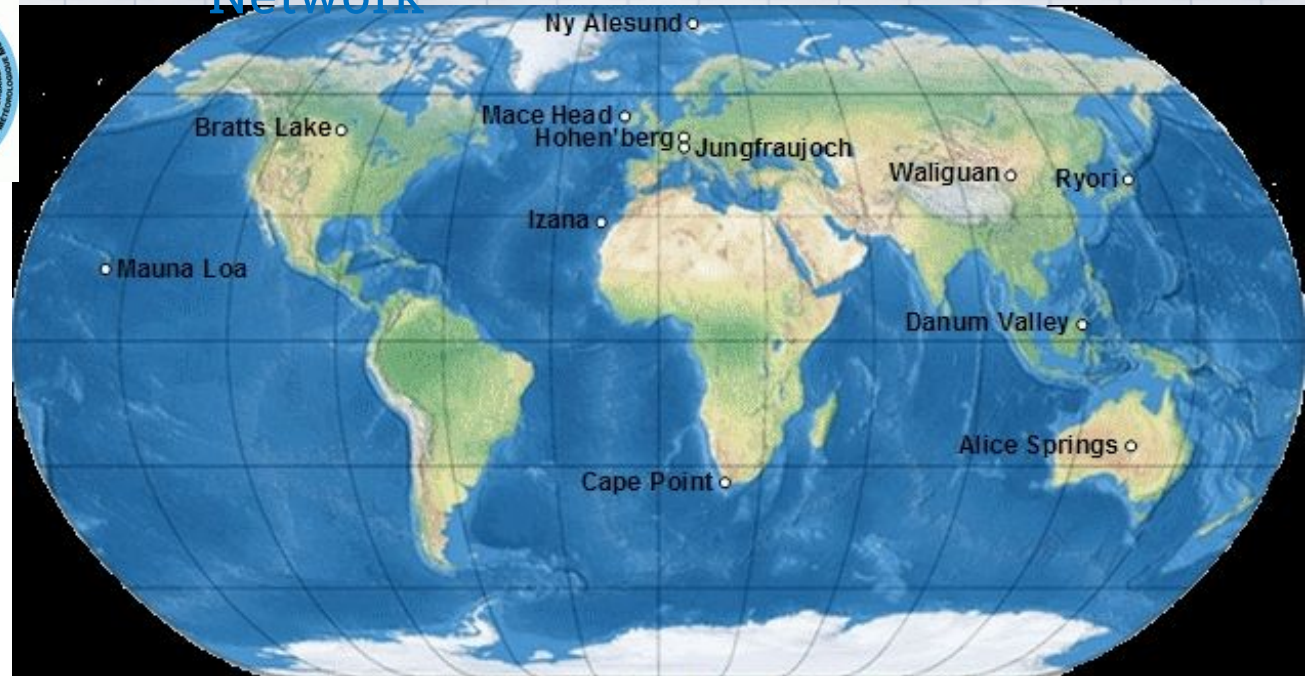 Network
Ny Alesund
Mace Head
Bratts Lake
Hohen'berg
Jungfraujoch
Waliguan
Ryori
Izana
Mauna Loa
Danum Valley
Alice Springs
Cape Point